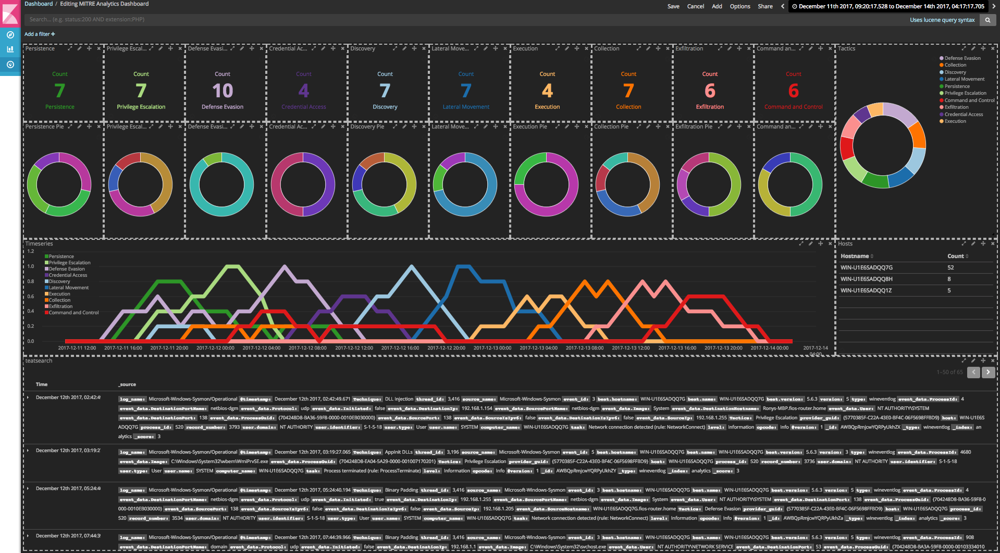 Dashboard / Editing MITRE Analytics Dashboard
Save Cancel Add Options Share December 11th 2017, 09:20:17.528 to December 14th 2017, 04:17:17.705
Search... (e.g. status:200 AND extension:PHP) Uses lucene query syntax
Add a filter +
Persistence Privilege Escal... Defense Evasi... Credential Ac... Discovery Lateral Move... Execution Collection Exfiltration Command an... Tactics
Count Count Count Count Count Count Count Count Count Count
7 7 10 4 7 7 4 7 6 6
Persistence Privilege Escalation Defense Evasion Credential Access Discovery Lateral Movement Execution Collection Exfiltration Command and Control
Defense Evasion
Collection
Discovery
Lateral Movement
Persistence
Privilege Escalation
Command and Control
Exfiltration
Credential Access
Execution
Persistence Pie Privilege Escal... Defense Evasi... Credential Ac... Discovery Pie Lateral Move... Execution Pie Collection Pie Exfiltration Pie Command an...
Timeseries
1.2
1.0
0.8
0.6
0.4
0.2
0.0
Persistence
Privilege Escalation
Defense Evasion
Credential Access
Discovery
Lateral Movement
Execution
Collection
Exfiltration
Command and Control
2017-12-11 12:00 2017-12-11 16:00 2017-12-11 20:00 2017-12-12 00:00 2017-12-12 04:00 2017-12-12 08:00 2017-12-12 12:00 2017-12-12 16:00 2017-12-12 20:00 2017-12-13 00:00 2017-12-13 04:00 2017-12-13 08:00 2017-12-13 12:00 2017-12-13 16:00 2017-12-13 20:00 2017-12-14 00:00 2017-12-14
04:00
Hosts
Hostname Count
WIN-U1E6SADQQ7G 52
WIN-U1E6SADQQ8H 8
WIN-U1E6SADQQ1Z 5
teatsearch
1–50 of 65
Time _source
December 12th 2017, 02:42:4 log_name: Microsoft-Windows-Sysmon/Operational @timestamp: December 12th 2017, 02:42:49.671 Technique: DLL Injection thread_id: 3,416 source_name: Microsoft-Windows-Sysmon event_id: 3 beat.hostname: WIN-U1E6SADQQ7G beat.name: WIN-U1E6SADQQ7G beat.version: 5.6.3 version: 5 type: wineventlog event_data.ProcessId: 4
event_data.DestinationPortName: netbios-dgm event_data.Protocol: udp event_data.Initiated: false event_data.DestinationIp: 192.168.1.154 event_data.SourcePortName: netbios-dgm event_data.Image: System event_data.DestinationHostname: Ronys-MBP.fios-router.home event_data.User: NT AUTHORITY\SYSTEM
event_data.DestinationPort: 138 event_data.ProcessGuid: {704248D8-BA36-59F8-0000-0010EB030000} event_data.SourcePort: 138 event_data.SourceIsIpv6: false event_data.DestinationIsIpv6: false event_data.SourceIp: 192.168.1.255 Tactics: Privilege Escalation provider_guid: {5770385F-C22A-43E0-BF4C-06F5698FFBD9} host: WIN-U1E6S
ADQQ7G process_id: 520 record_number: 3793 user.domain: NT AUTHORITY user.identifier: S-1-5-18 user.type: User user.name: SYSTEM computer_name: WIN-U1E6SADQQ7G task: Network connection detected (rule: NetworkConnect) level: Information opcode: Info @version: 1 _id: AWBQpRmjcwYQRPyUkhZX _type: wineventlog _index: an
alytics _score: 3
December 12th 2017, 03:19:2 log_name: Microsoft-Windows-Sysmon/Operational @timestamp: December 12th 2017, 03:19:27.065 Technique: AppInit DLLs thread_id: 3,196 source_name: Microsoft-Windows-Sysmon event_id: 5 beat.hostname: WIN-U1E6SADQQ7G beat.name: WIN-U1E6SADQQ7G beat.version: 5.6.3 version: 3 type: wineventlog event_data.ProcessId: 4680
event_data.Image: C:\Windows\System32\wbem\WmiPrvSE.exe event_data.ProcessGuid: {704248D8-EA04-5A29-0000-001007170201} Tactics: Privilege Escalation provider_guid: {5770385F-C22A-43E0-BF4C-06F5698FFBD9} host: WIN-U1E6SADQQ7G process_id: 520 record_number: 3736 user.domain: NT AUTHORITY user.identifier: S-1-5-18
user.type: User user.name: SYSTEM computer_name: WIN-U1E6SADQQ7G task: Process terminated (rule: ProcessTerminate) level: Information opcode: Info @version: 1 _id: AWBQpRmjcwYQRPyUkhZY _type: wineventlog _index: analytics _score: 3
December 12th 2017, 05:24:4 log_name: Microsoft-Windows-Sysmon/Operational @timestamp: December 12th 2017, 05:24:40.194 Technique: Binary Padding thread_id: 3,416 source_name: Microsoft-Windows-Sysmon event_id: 3 beat.hostname: WIN-U1E6SADQQ7G beat.name: WIN-U1E6SADQQ7G beat.version: 5.6.3 version: 5 type: wineventlog event_data.ProcessId: 4
event_data.DestinationPortName: netbios-dgm event_data.Protocol: udp event_data.Initiated: true event_data.DestinationIp: 192.168.1.255 event_data.SourcePortName: netbios-dgm event_data.Image: System event_data.User: NT AUTHORITY\SYSTEM event_data.DestinationPort: 138 event_data.ProcessGuid: {704248D8-BA36-59F8-0
000-0010EB030000} event_data.SourcePort: 138 event_data.SourceIsIpv6: false event_data.DestinationIsIpv6: false event_data.SourceIp: 192.168.1.205 event_data.SourceHostname: WIN-U1E6SADQQ7G.fios-router.home Tactics: Defense Evasion provider_guid: {5770385F-C22A-43E0-BF4C-06F5698FFBD9} host: WIN-U1E6SADQQ7G process_id:
520 record_number: 3534 user.domain: NT AUTHORITY user.identifier: S-1-5-18 user.type: User user.name: SYSTEM computer_name: WIN-U1E6SADQQ7G task: Network connection detected (rule: NetworkConnect) level: Information opcode: Info @version: 1 _id: AWBQpRmjcwYQRPyUkhZa _type: wineventlog _index: analytics _score: 3
December 12th 2017, 07:44:3 log_name: Microsoft-Windows-Sysmon/Operational @timestamp: December 12th 2017, 07:44:39.966 Technique: Binary Padding thread_id: 3,416 source_name: Microsoft-Windows-Sysmon event_id: 3 beat.hostname: WIN-U1E6SADQQ7G beat.name: WIN-U1E6SADQQ7G beat.version: 5.6.3 version: 5 type: wineventlog event_data.ProcessId: 908
event_data.DestinationPortName: domain event_data.Protocol: udp event_data.Initiated: false event_data.DestinationIp: 192.168.1.1 event_data.Image: C:\Windows\System32\svchost.exe event_data.User: NT AUTHORITY\NETWORK SERVICE event_data.DestinationPort: 53 event_data.ProcessGuid: {704248D8-BA3A-59F8-0000-00103334010